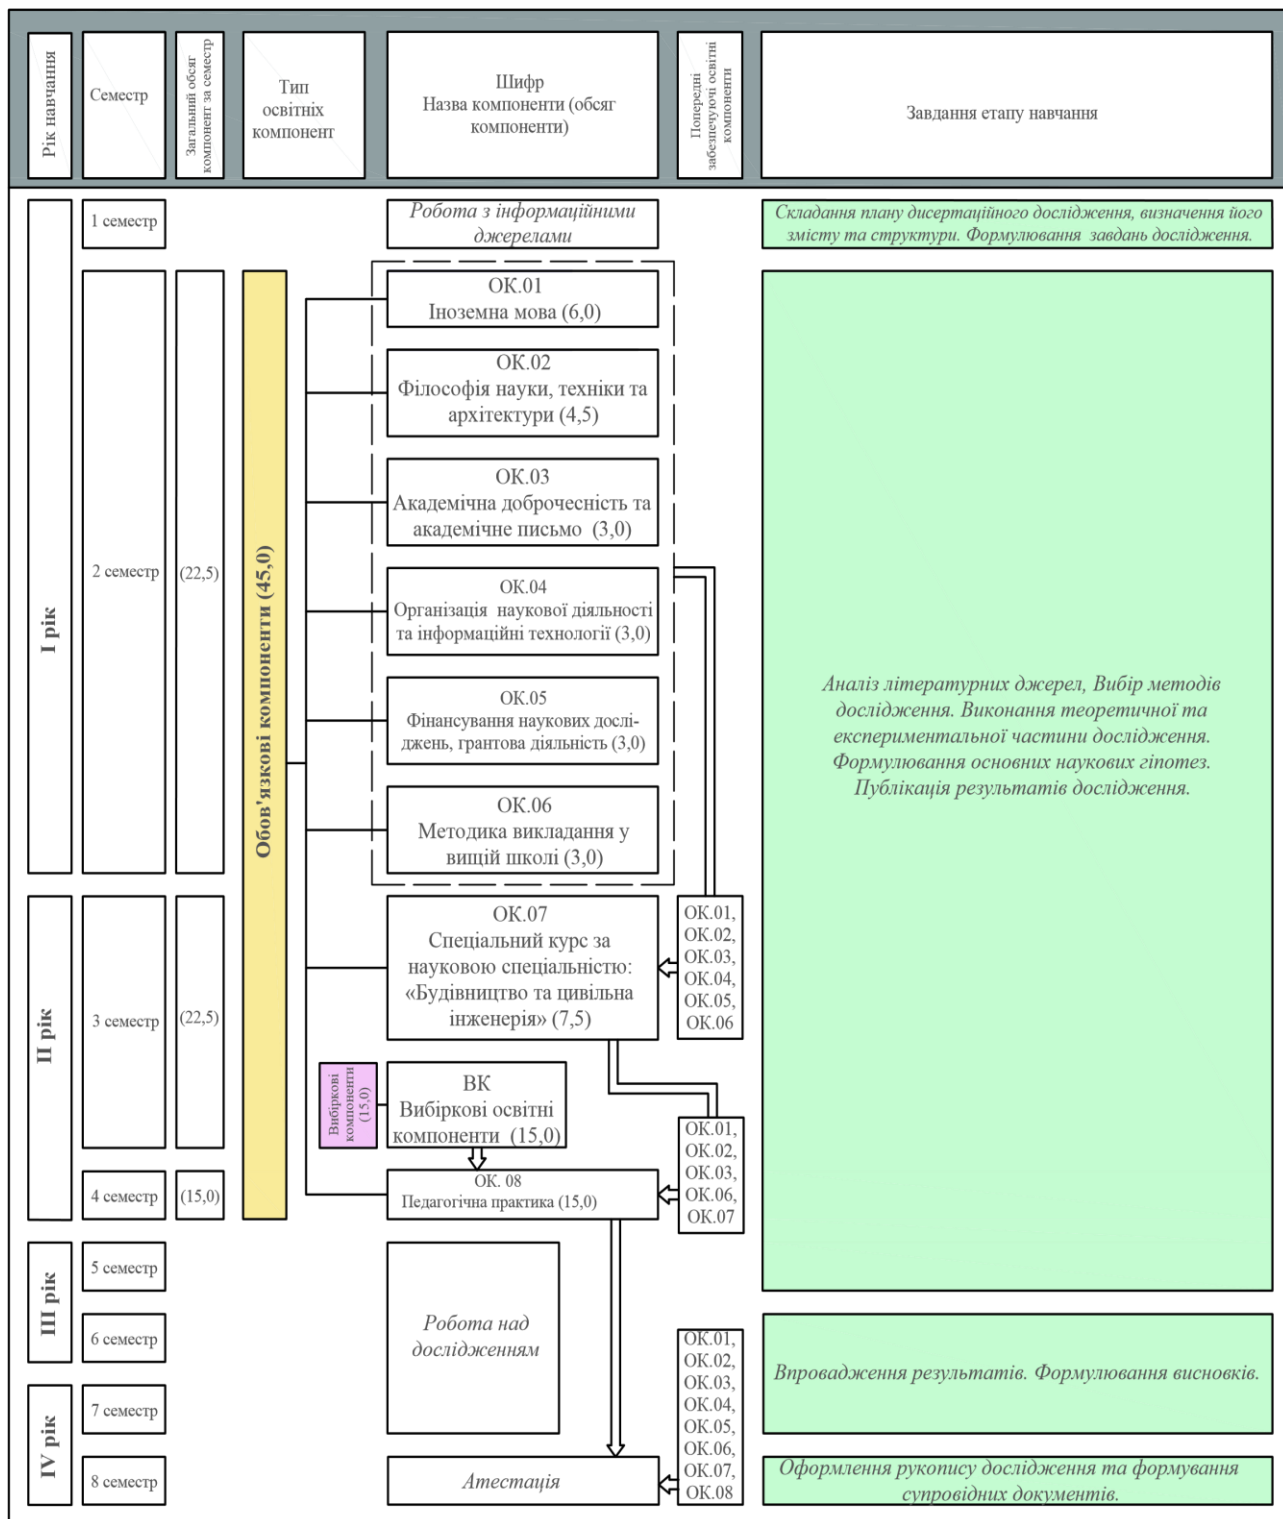 Рік навчання
Семестр
Загальний обсяг
компонент за семестр
Тип
освітніх
компонент
Шифр
Назва компоненти (обсяг
компоненти)
Попередні
забезпечуючі освітні
компоненти
Завдання етапу навчання
І рік
1 семестр
Робота з інформаційними
джерелами
Складання плану дисертаційного дослідження, визначення його
змісту та структури. Формулювання завдань дослідження.
2 семестр
(22,5)
Обов'язкові компоненти (45,0)
ОК.01
Іноземна мова (6,0)
ОК.02
Філософія науки, техніки та
архітектури (4,5)
ОК.03
Академічна доброчесність та
академічне письмо (3,0)
ОК.04
Організація наукової діяльності
та інформаційні технології (3,0)
ОК.05
Фінансування наукових дослі-
джень, грантова діяльність (3,0)
ОК.06
Методика викладання у
вищій школі (3,0)
Аналіз літературних джерел, Вибір методів
дослідження. Виконання теоретичної та
експериментальної частини дослідження.
Формулювання основних наукових гіпотез.
Публікація результатів дослідження.
ІІ рік
3 семестр
(22,5)
ОК.07
Спеціальний курс за
науковою спеціальністю:
«Будівництво та цивільна
інженерія» (7,5)
ОК.01,
ОК.02,
ОК.03,
ОК.04,
ОК.05,
ОК.06
Вибіркові
компоненти
(15,0)
ВК
Вибіркові освітні
компоненти (15,0)
4 семестр
(15,0)
ОК. 08
Педагогічна практика (15,0)
ОК.01,
ОК.02,
ОК.03,
ОК.06,
ОК.07
ІІІ рік
5 семестр
6 семестр
Робота над
дослідженням
Впровадження результатів. Формулювання висновків.
IV рік
7 семестр
8 семестр
Атестація
ОК.01,
ОК.02,
ОК.03,
ОК.04,
ОК.05,
ОК.06,
ОК.07,
ОК.08
Оформлення рукопису дослідження та формування
супровідних документів.